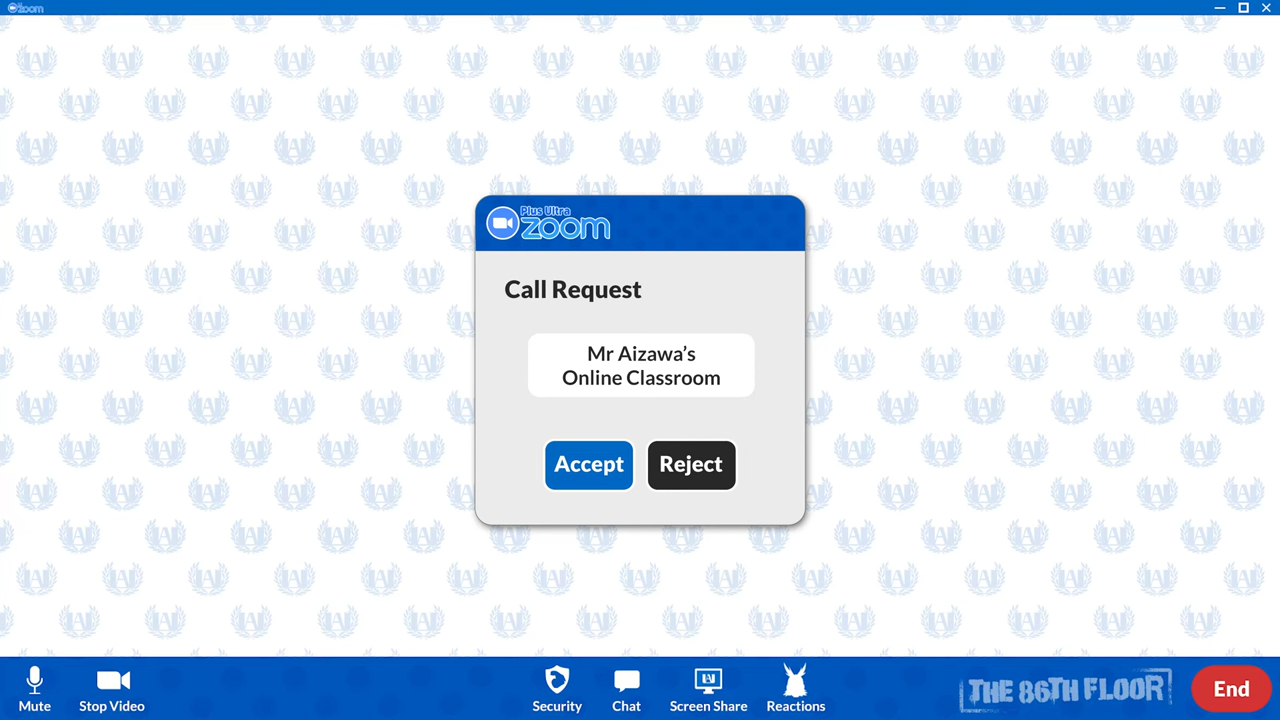 zoom
Plus Ultra
zoom
Call Request
Mr Aizawa's
Online Classroom
Accept
Reject
Mute
Stop Video
Security
Chat
Screen Share
Reactions
THE 86TH FLOOR
End